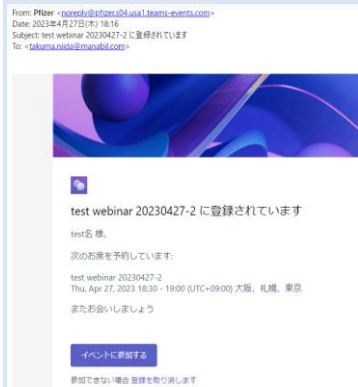 From: Pfizer <noreply@pfizer.s04.usa1.teams-events.com>
Date: 2023年4月27日(木) 18:16
Subject: test webinar 20230427-2 に登録されています
To: <takuma.niida@manabil.com>
test webinar 20230427-2 に登録されています
test名 様、
次のお席を予約しています:
test webinar 20230427-2
Thu, Apr 27, 2023 18:30 - 19:00 (UTC+09:00) 大阪、札幌、東京
またお会いしましょう
イベントに参加する
参加できない場合 登録を取り消します